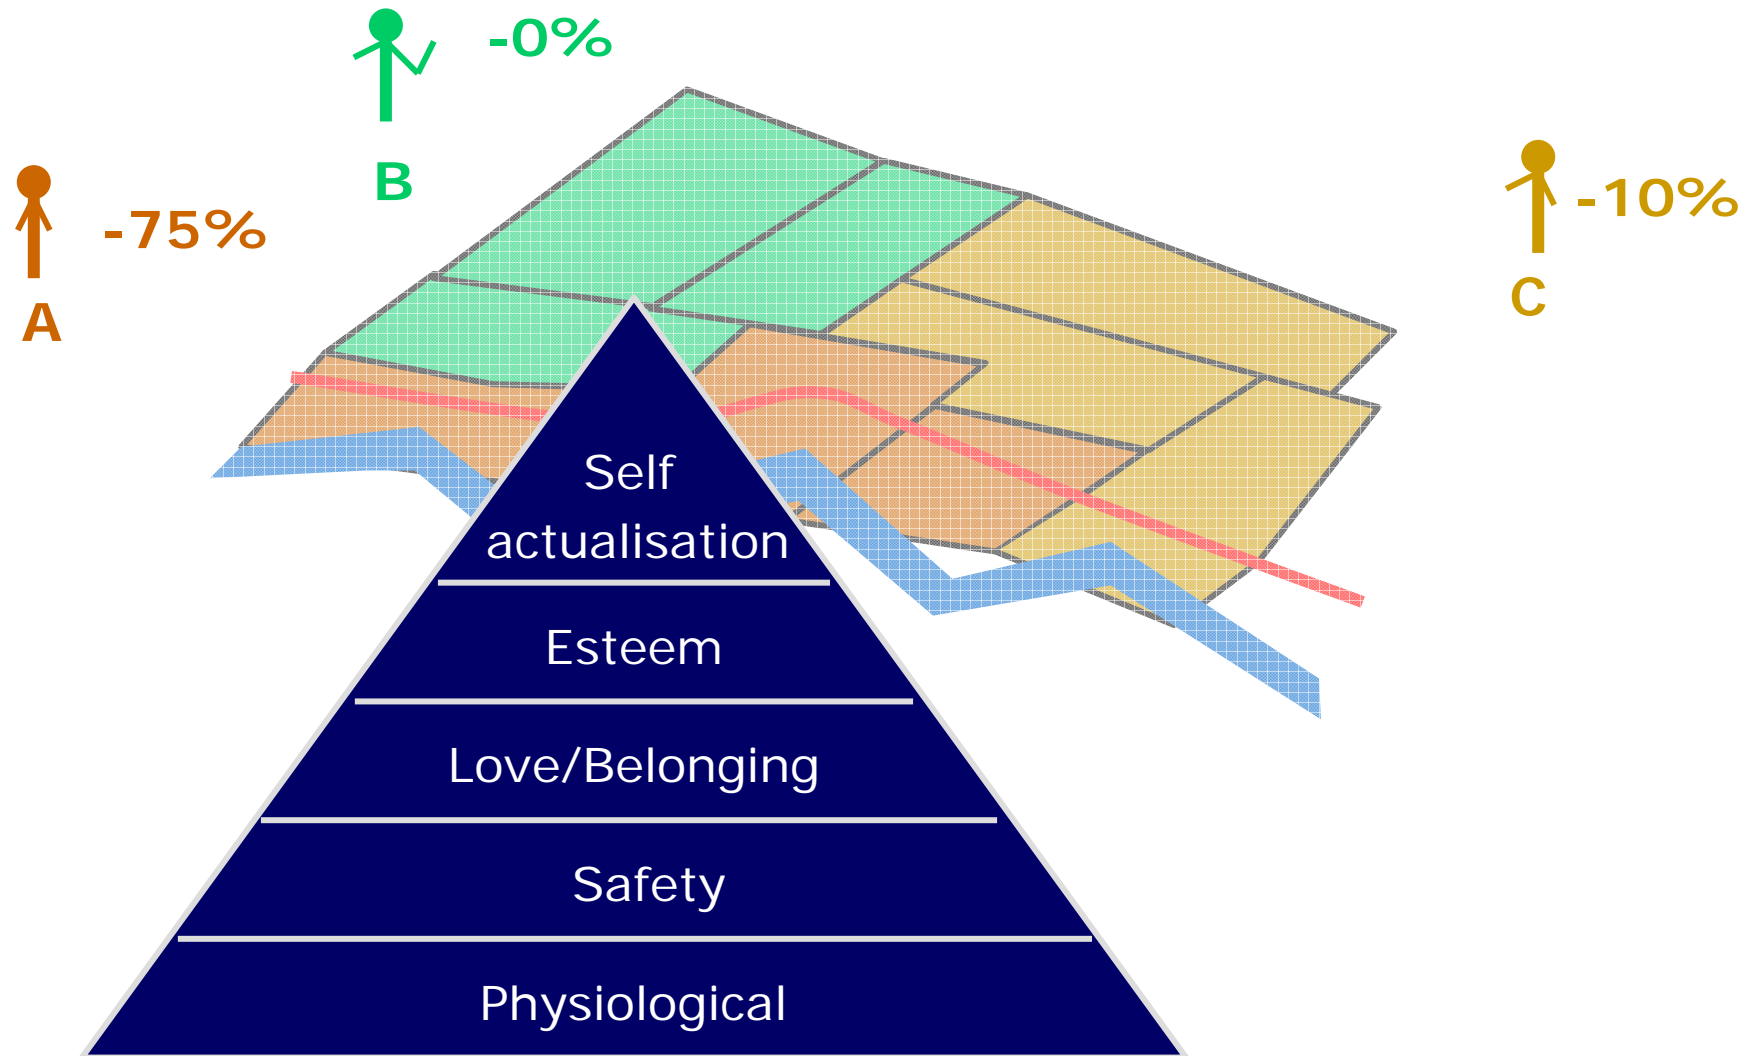 -0%
B
-75%
A
-10%
C
Self
actualisation
Esteem
Love/Belonging
Safety
Physiological